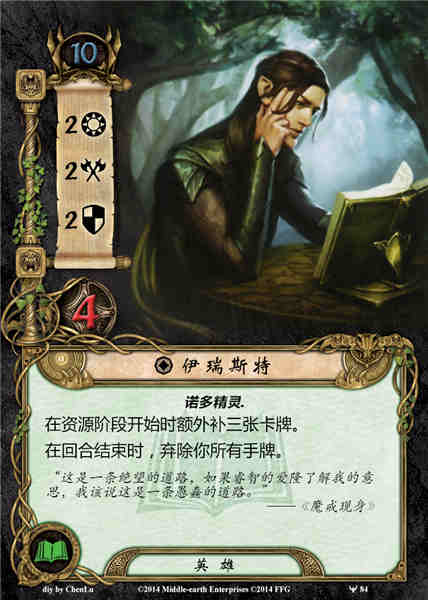 10
2
2
2
4
伊瑞斯特
诺多精灵.
在资源阶段开始时额外补三张卡牌。
在回合结束时，弃除你所有手牌。
“这是一条绝望的道路，如果睿智的爱隆了解我的意
思，我该说这是一条愚蠢的道路。”
——《魔戒现身》
英雄
diy by ChenLu
©2014 Middle-earth Enterprises ©2014 FFG
84